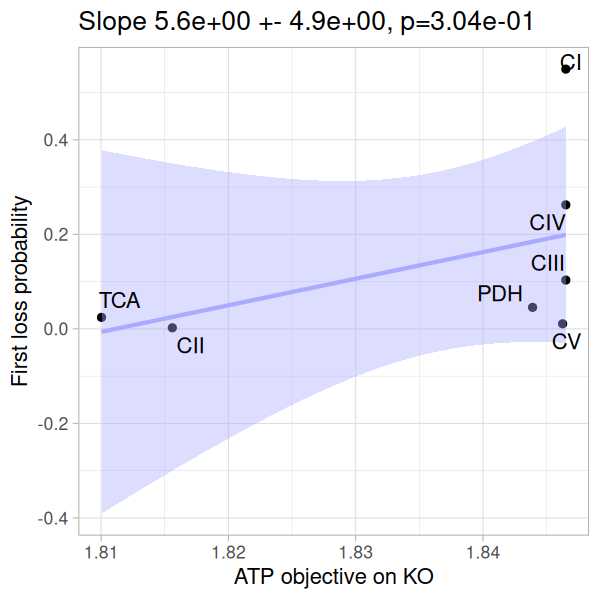 Slope 5.6e+00 +- 4.9e+00, p=3.04e-01
First loss probability
0.4
0.2
0.0
-0.2
-0.4
CI
CIV
CIII
PDH
TCA
CII
CV
1.81 1.82 1.83 1.84
ATP objective on KO